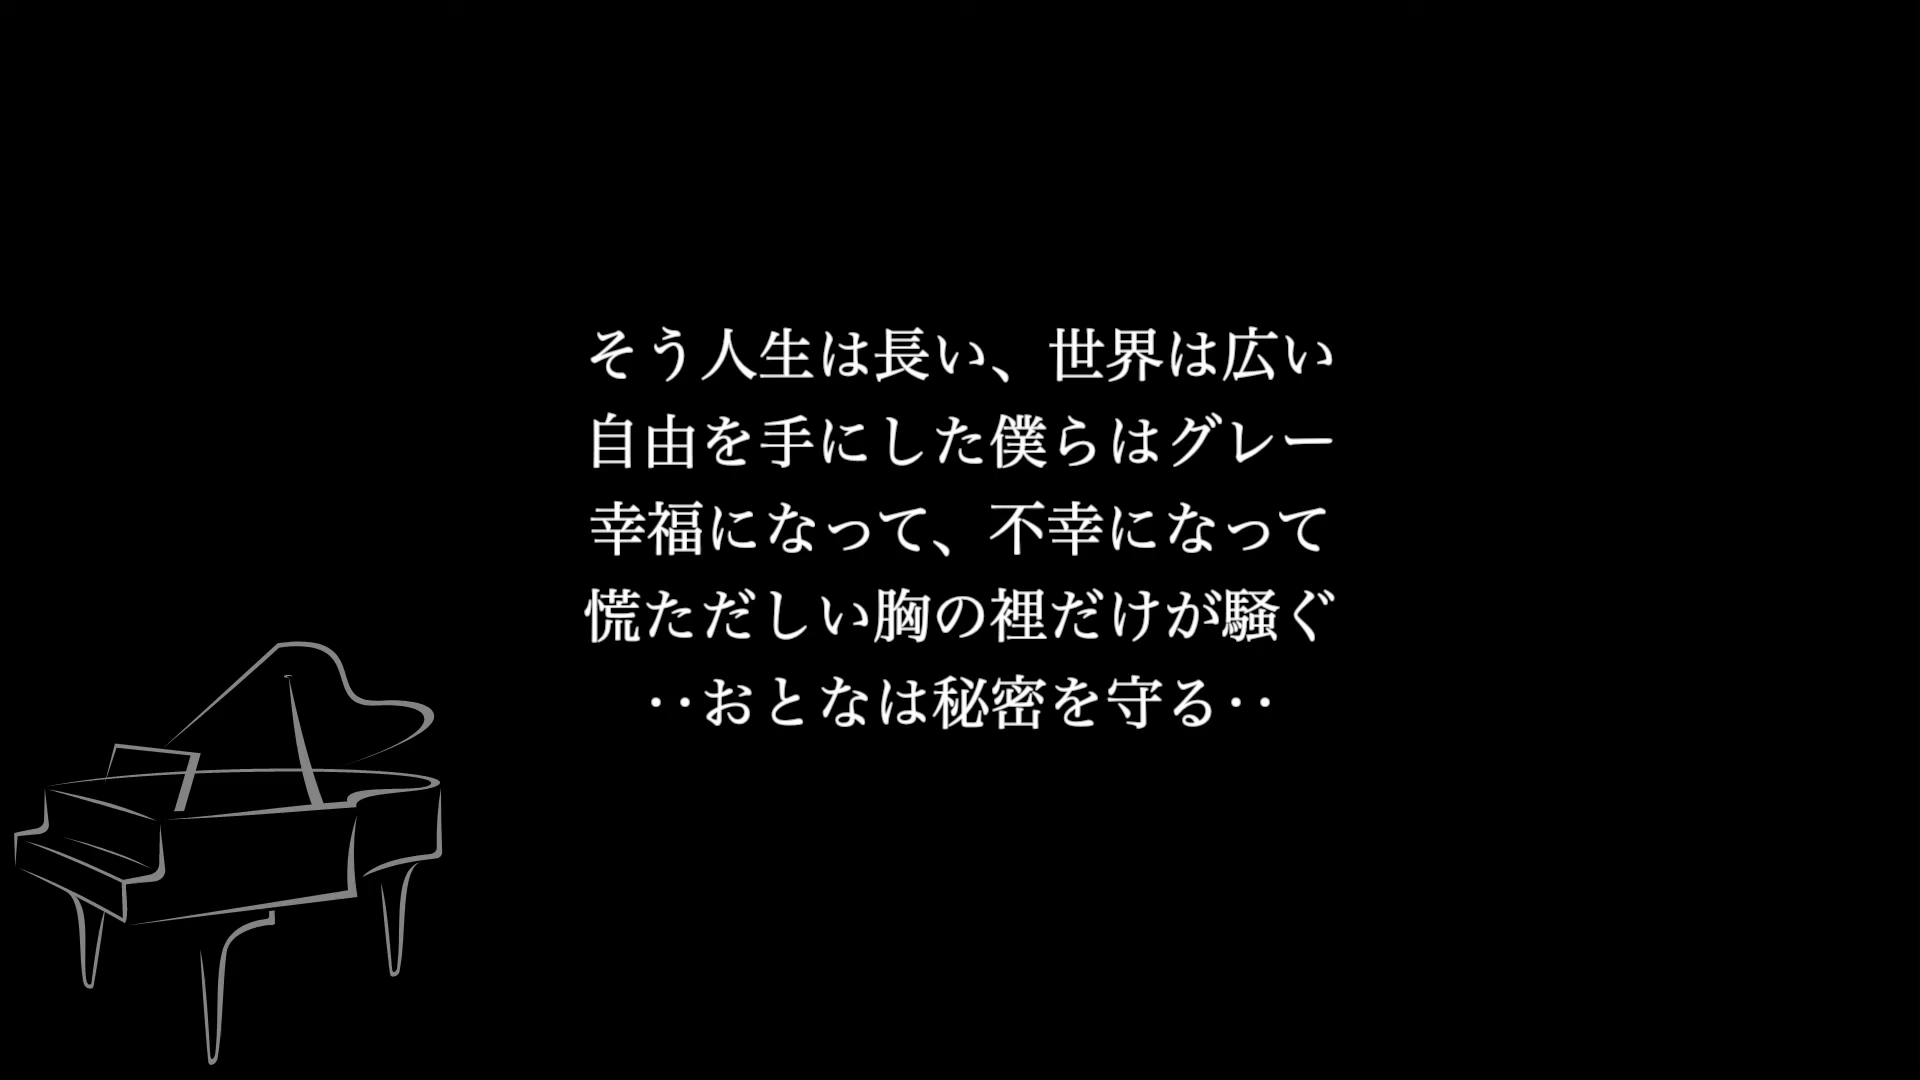 そう人生は長い、世界は広い
自由を手にした僕らはグレー
幸福になって、不幸になって
慌ただしい胸の裡だけが騒ぐ
‥おとなは秘密を守る‥